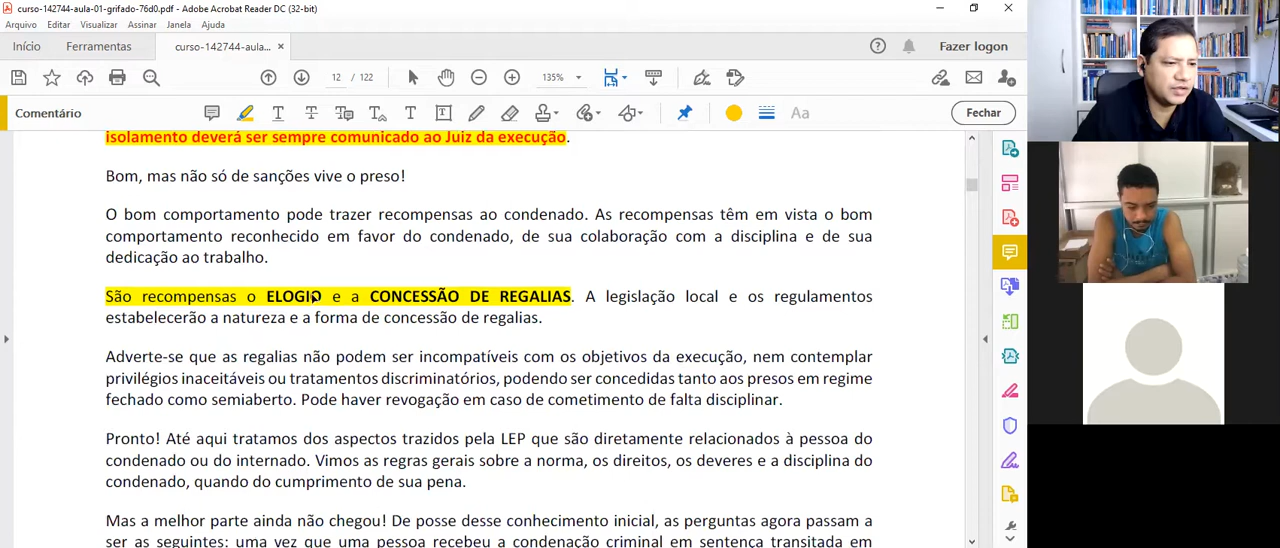 curso-142744-aula-01-grifado-76d0.pdf - Adobe Acrobat Reader DC (32-bit)
Arquivo Editar Visualizar Assinar Janela Ajuda
Início Ferramentas curso-142744-aula... × Fazer logon
12 / 122 135%
Comentário Aa Fechar
isolamento deverá ser sempre comunicado ao Juiz da execução.
Bom, mas não só de sanções vive o preso!
O bom comportamento pode trazer recompensas ao condenado. As recompensas têm em vista o bom
comportamento reconhecido em favor do condenado, de sua colaboração com a disciplina e de sua
dedicação ao trabalho.
São recompensas o ELOGIO e a CONCESSÃO DE REGALIAS. A legislação local e os regulamentos
estabelecerão a natureza e a forma de concessão de regalias.
Adverte-se que as regalias não podem ser incompatíveis com os objetivos da execução, nem contemplar
privilégios inaceitáveis ou tratamentos discriminatórios, podendo ser concedidas tanto aos presos em regime
fechado como semiaberto. Pode haver revogação em caso de cometimento de falta disciplinar.
Pronto! Até aqui tratamos dos aspectos trazidos pela LEP que são diretamente relacionados à pessoa do
condenado ou do internado. Vimos as regras gerais sobre a norma, os direitos, os deveres e a disciplina do
condenado, quando do cumprimento de sua pena.
Mas a melhor parte ainda não chegou! De posse desse conhecimento inicial, as perguntas agora passam a
ser as seguintes: uma vez que uma pessoa recebeu a condenação criminal em sentença transitada em